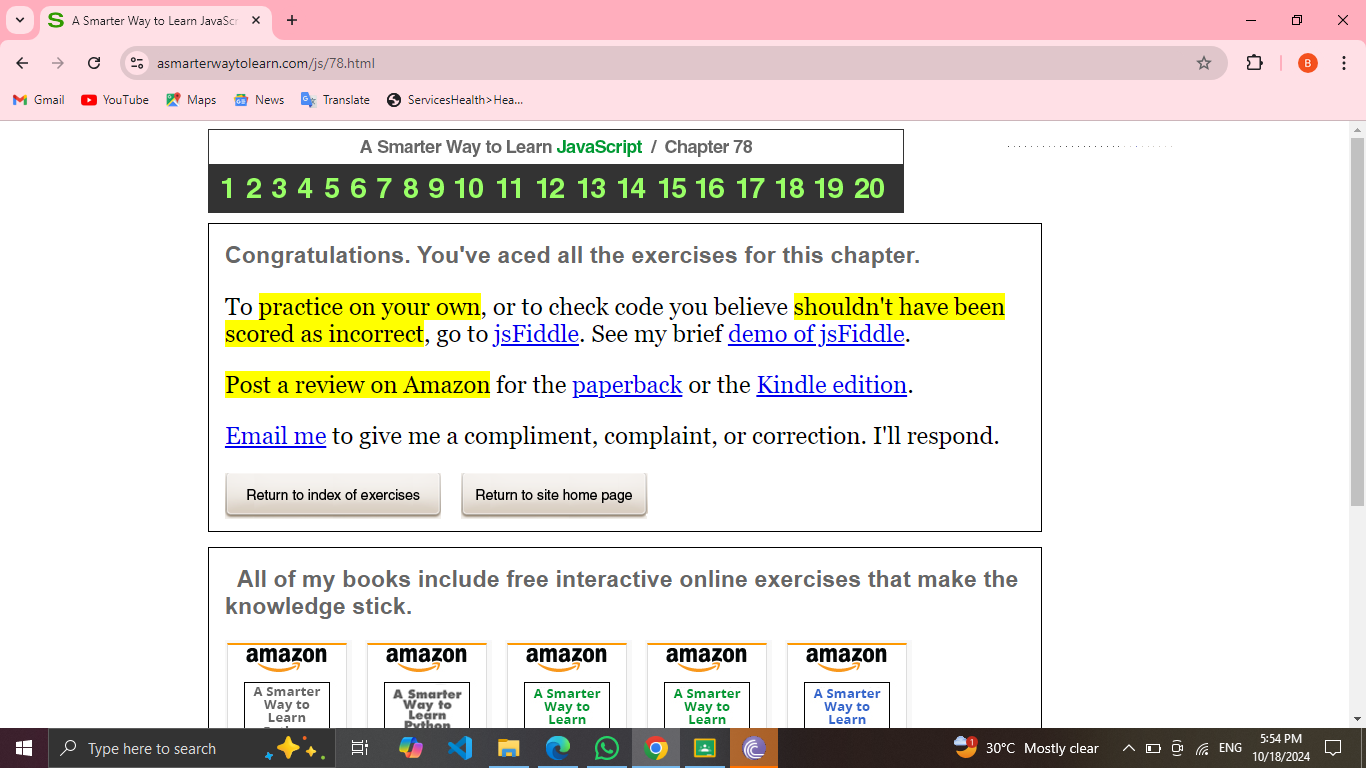 A Smarter Way to Learn JavaScr
asmarterwaytolearn.com/js/78.html
B
Gmail YouTube Maps News Translate ServicesHealth>Hea...
A Smarter Way to Learn JavaScript / Chapter 78
1 2 3 4 5 6 7 8 9 10 11 12 13 14 15 16 17 18 19 20
Congratulations. You've aced all the exercises for this chapter.
To practice on your own, or to check code you believe shouldn't have been
scored as incorrect, go to jsFiddle. See my brief demo of jsFiddle.
Post a review on Amazon for the paperback or the Kindle edition.
Email me to give me a compliment, complaint, or correction. I'll respond.
Return to index of exercises Return to site home page
All of my books include free interactive online exercises that make the
knowledge stick.
amazon amazon amazon amazon amazon
A Smarter A Smarter A Smarter A Smarter A Smarter
Way to Way to Way to Way to Way to
Learn Learn Learn Learn Learn
Python
Type here to search
1 30°C Mostly clear ENG 5:54 PM
10/18/2024